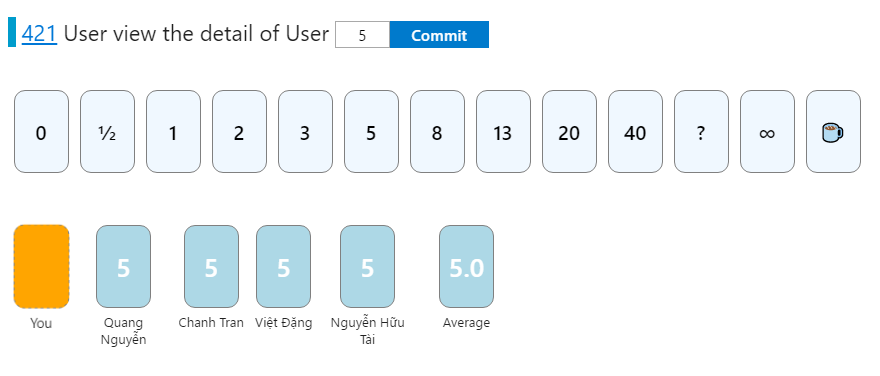 421 User view the detail of User 5 Commit
0 ½ 1 2 3 5 8 13 20 40 ? ∞
5 5 5 5 5.0
You Quang Chanh Tran Việt Đặng Nguyễn Hữu Average
Nguyễn Tài